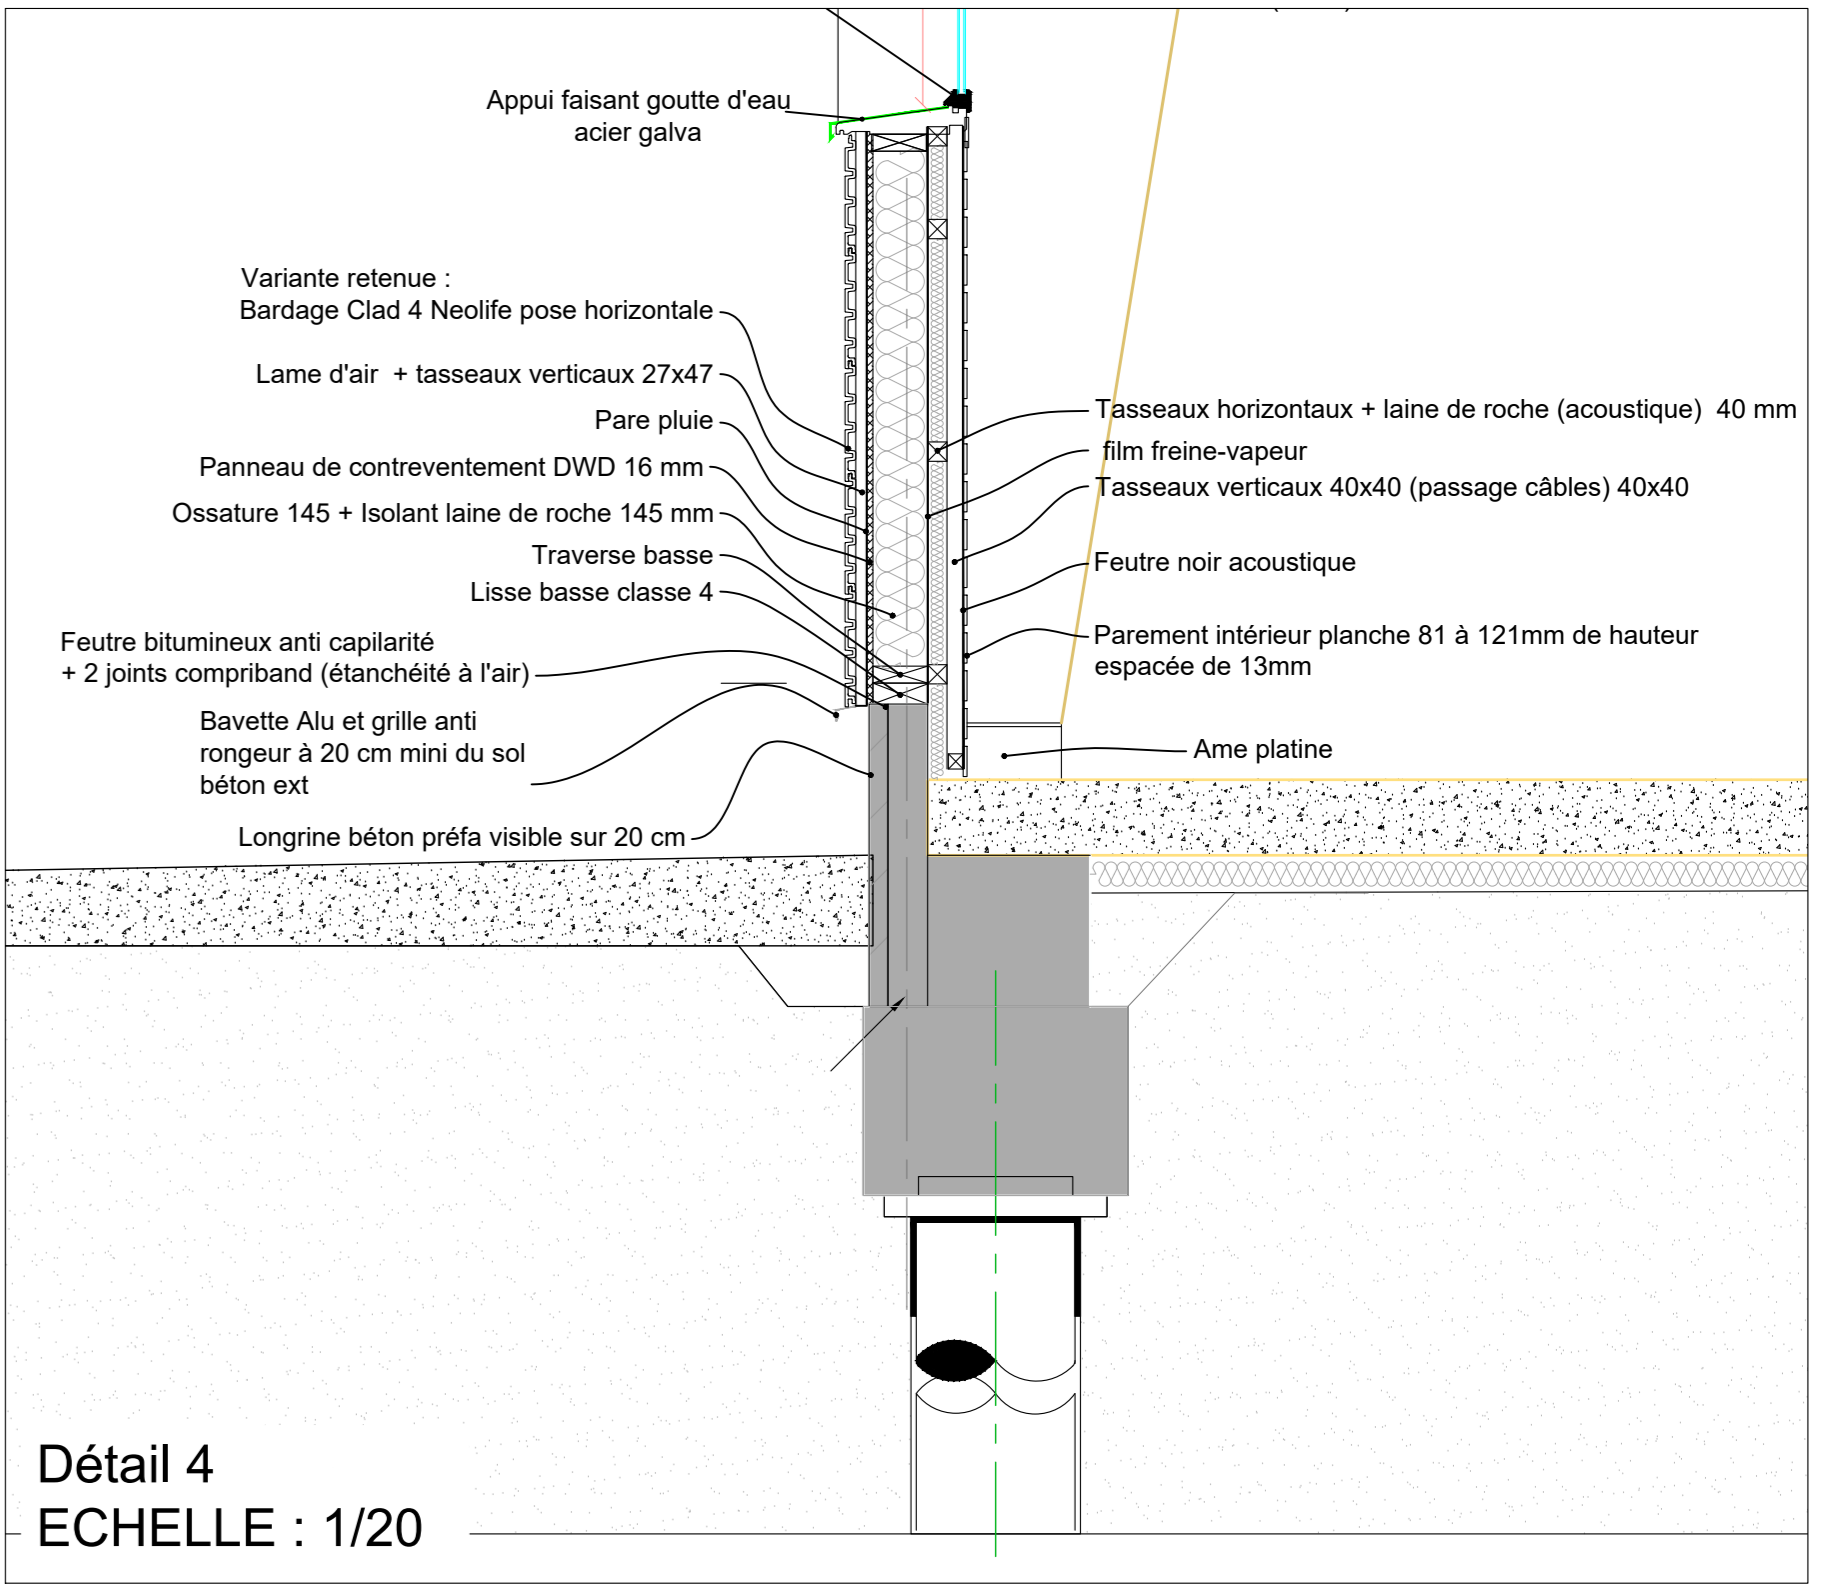 Appui faisant goutte d'eau
acier galva
Variante retenue :
Bardage Clad 4 Neolife pose horizontale
Lame d'air + tasseaux verticaux 27x47
Pare pluie
Panneau de contreventement DWD 16 mm
Ossature 145 + Isolant laine de roche 145 mm
Traverse basse
Lisse basse classe 4
Feutre bitumineux anti capilarité
+ 2 joints compriband (étanchéité à l'air)
Bavette Alu et grille anti
rongeur à 20 cm mini du sol
béton ext
Longrine béton préfa visible sur 20 cm
Tasseaux horizontaux + laine de roche (acoustique) 40 mm
film freine-vapeur
Tasseaux verticaux 40x40 (passage câbles) 40x40
Feutre noir acoustique
Parement intérieur planche 81 à 121mm de hauteur
espacée de 13mm
Ame platine
Détail 4
ECHELLE : 1/20